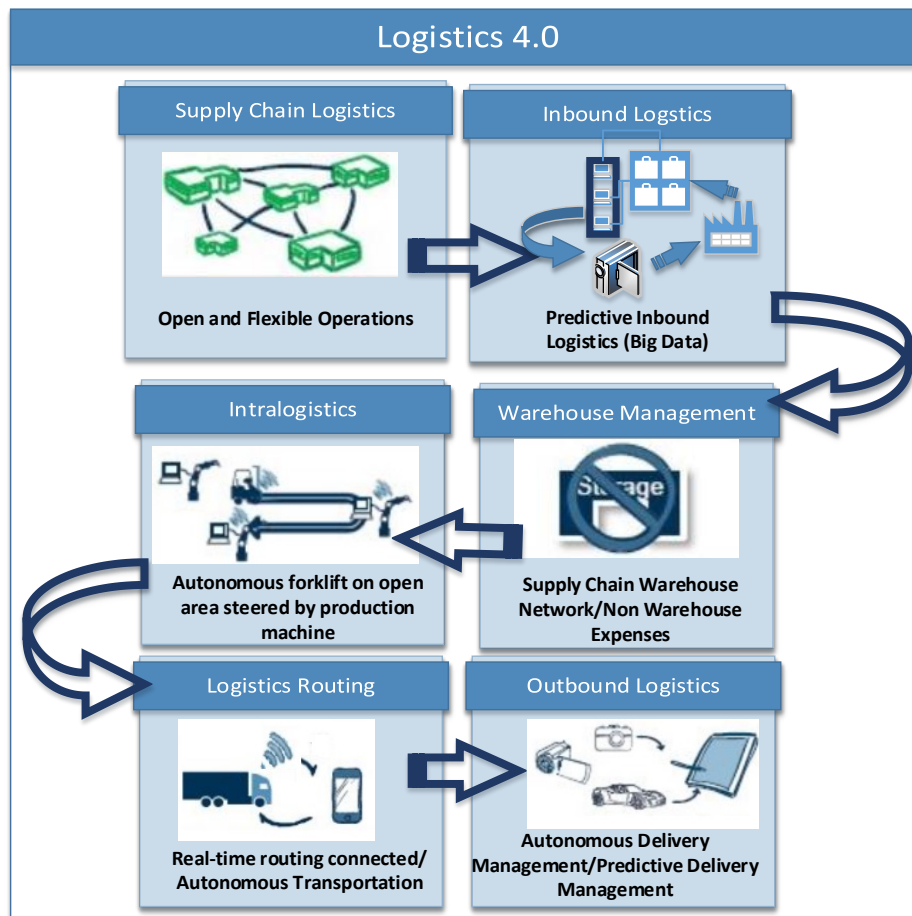 Logistics 4.0
Supply Chain Logistics
Open and Flexible Operations
Inbound Logstics
Predictive Inbound
Logistics (Big Data)
Warehouse Management
Storage
Supply Chain Warehouse
Network/Non Warehouse
Expenses
Intralogistics
Autonomous forklift on open
area steered by production
machine
Logistics Routing
Real-time routing connected/
Autonomous Transportation
Outbound Logistics
Autonomous Delivery
Management/Predictive Delivery
Management